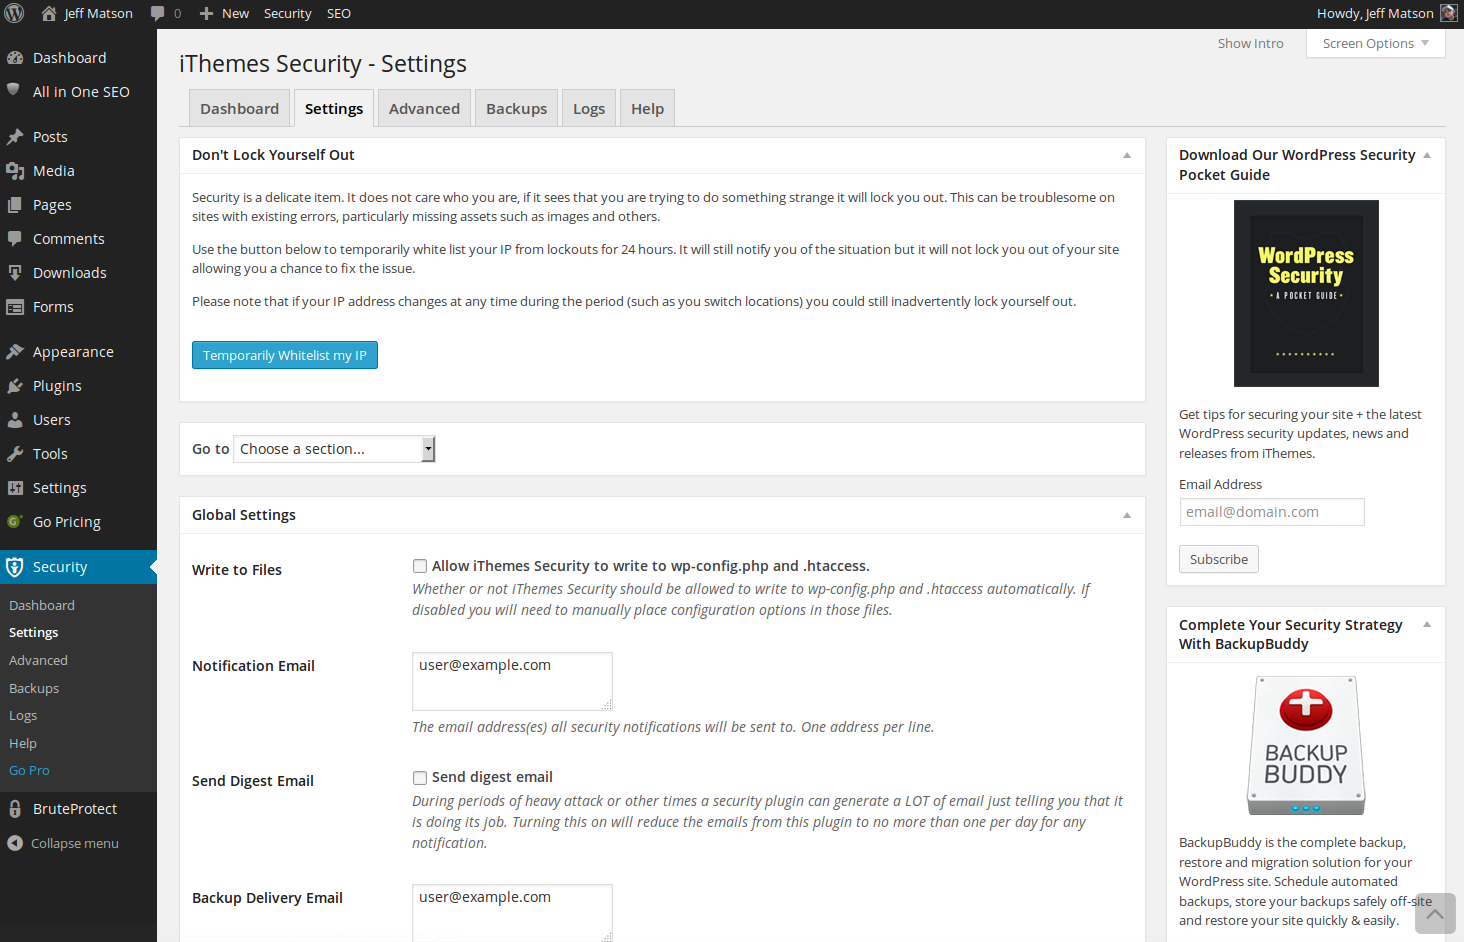 Jeff Matson
0
New
Security
SEO
Howdy, Jeff Matson
Dashboard
All in One SEO
Posts
Media
Pages
Comments
Downloads
Forms
Appearance
Plugins
Users
Tools
Settings
Go Pricing
Security
Dashboard
Settings
Advanced
Backups
Logs
Help
Go Pro
BruteProtect
Collapse menu
Show Intro
Screen Options
iThemes Security - Settings
Dashboard
Settings
Advanced
Backups
Logs
Help
Don't Lock Yourself Out
Security is a delicate item. It does not care who you are, if it sees that you are trying to do something strange it will lock you out. This can be troublesome on
sites with existing errors, particularly missing assets such as images and others.
Use the button below to temporarily white list your IP from lockouts for 24 hours. It will still notify you of the situation but it will not lock you out of your site
allowing you a chance to fix the issue.
Please note that if your IP address changes at any time during the period (such as you switch locations) you could still inadvertently lock yourself out.
Temporarily Whitelist my IP
Go to
Choose a section...
Global Settings
Write to Files
Allow iThemes Security to write to wp-config.php and .htaccess.
Whether or not iThemes Security should be allowed to write to wp-config.php and .htaccess automatically. If
disabled you will need to manually place configuration options in those files.
Notification Email
user@example.com
The email address(es) all security notifications will be sent to. One address per line.
Send Digest Email
Send digest email
During periods of heavy attack or other times a security plugin can generate a LOT of email just telling you that it
is doing its job. Turning this on will reduce the emails from this plugin to no more than one per day for any
notification.
Backup Delivery Email
user@example.com
Download Our WordPress Security
Pocket Guide
WordPress
Security
A POCKET GUIDE
Get tips for securing your site + the latest
WordPress security updates, news and
releases from iThemes.
Email Address
email@domain.com
Subscribe
Complete Your Security Strategy
With BackupBuddy
BACKUP
BUDDY
BackupBuddy is the complete backup,
restore and migration solution for your
WordPress site. Schedule automated
backups, store your backups safely off-site
and restore your site quickly & easily.